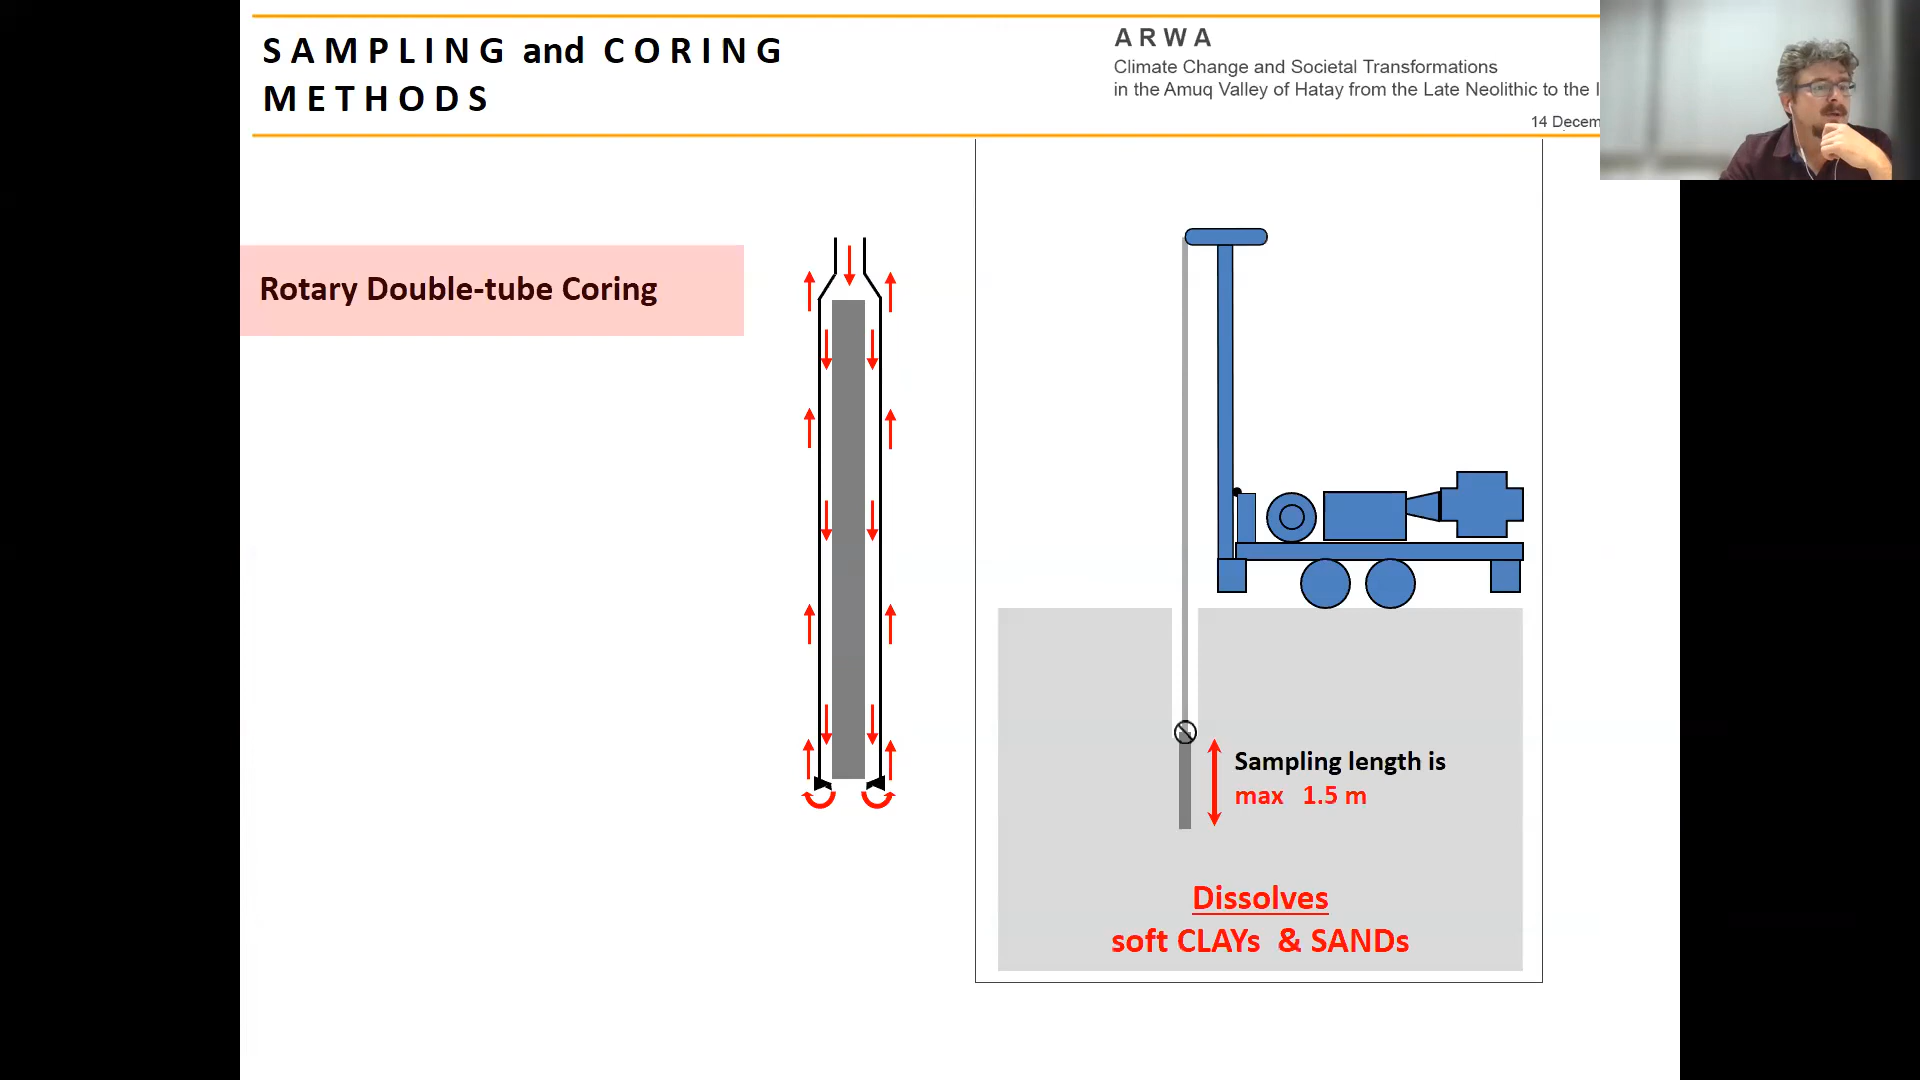 SAMPLING and CORING
METHODS
ARWA
Climate Change and Societal Transformations
in the Amuq Valley of Hatay from the Late Neolithic to the
14
Rotary Double-tube Coring
Sampling length is
max 1.5 m
Dissolves
soft CLAYs & SANDs